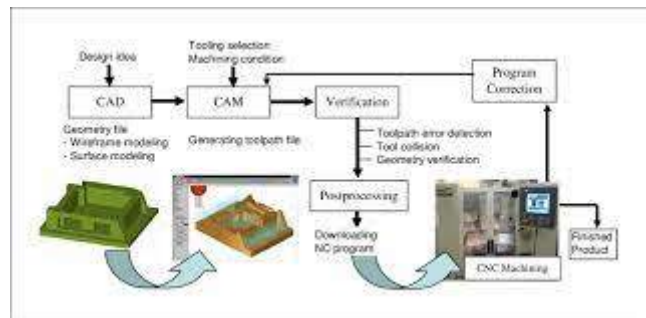 Design idea
Tooling selection
Machining condition
Program
Correction
CAD
CAM
Verification
Geometry file
- Wireframe modeling
- Surface modeling
Generating toolpath file
Toolpath error detection
Tool collision
Geometry verification
Postprocessing
Downloading
NC program
CNC Machining
Finished
Product